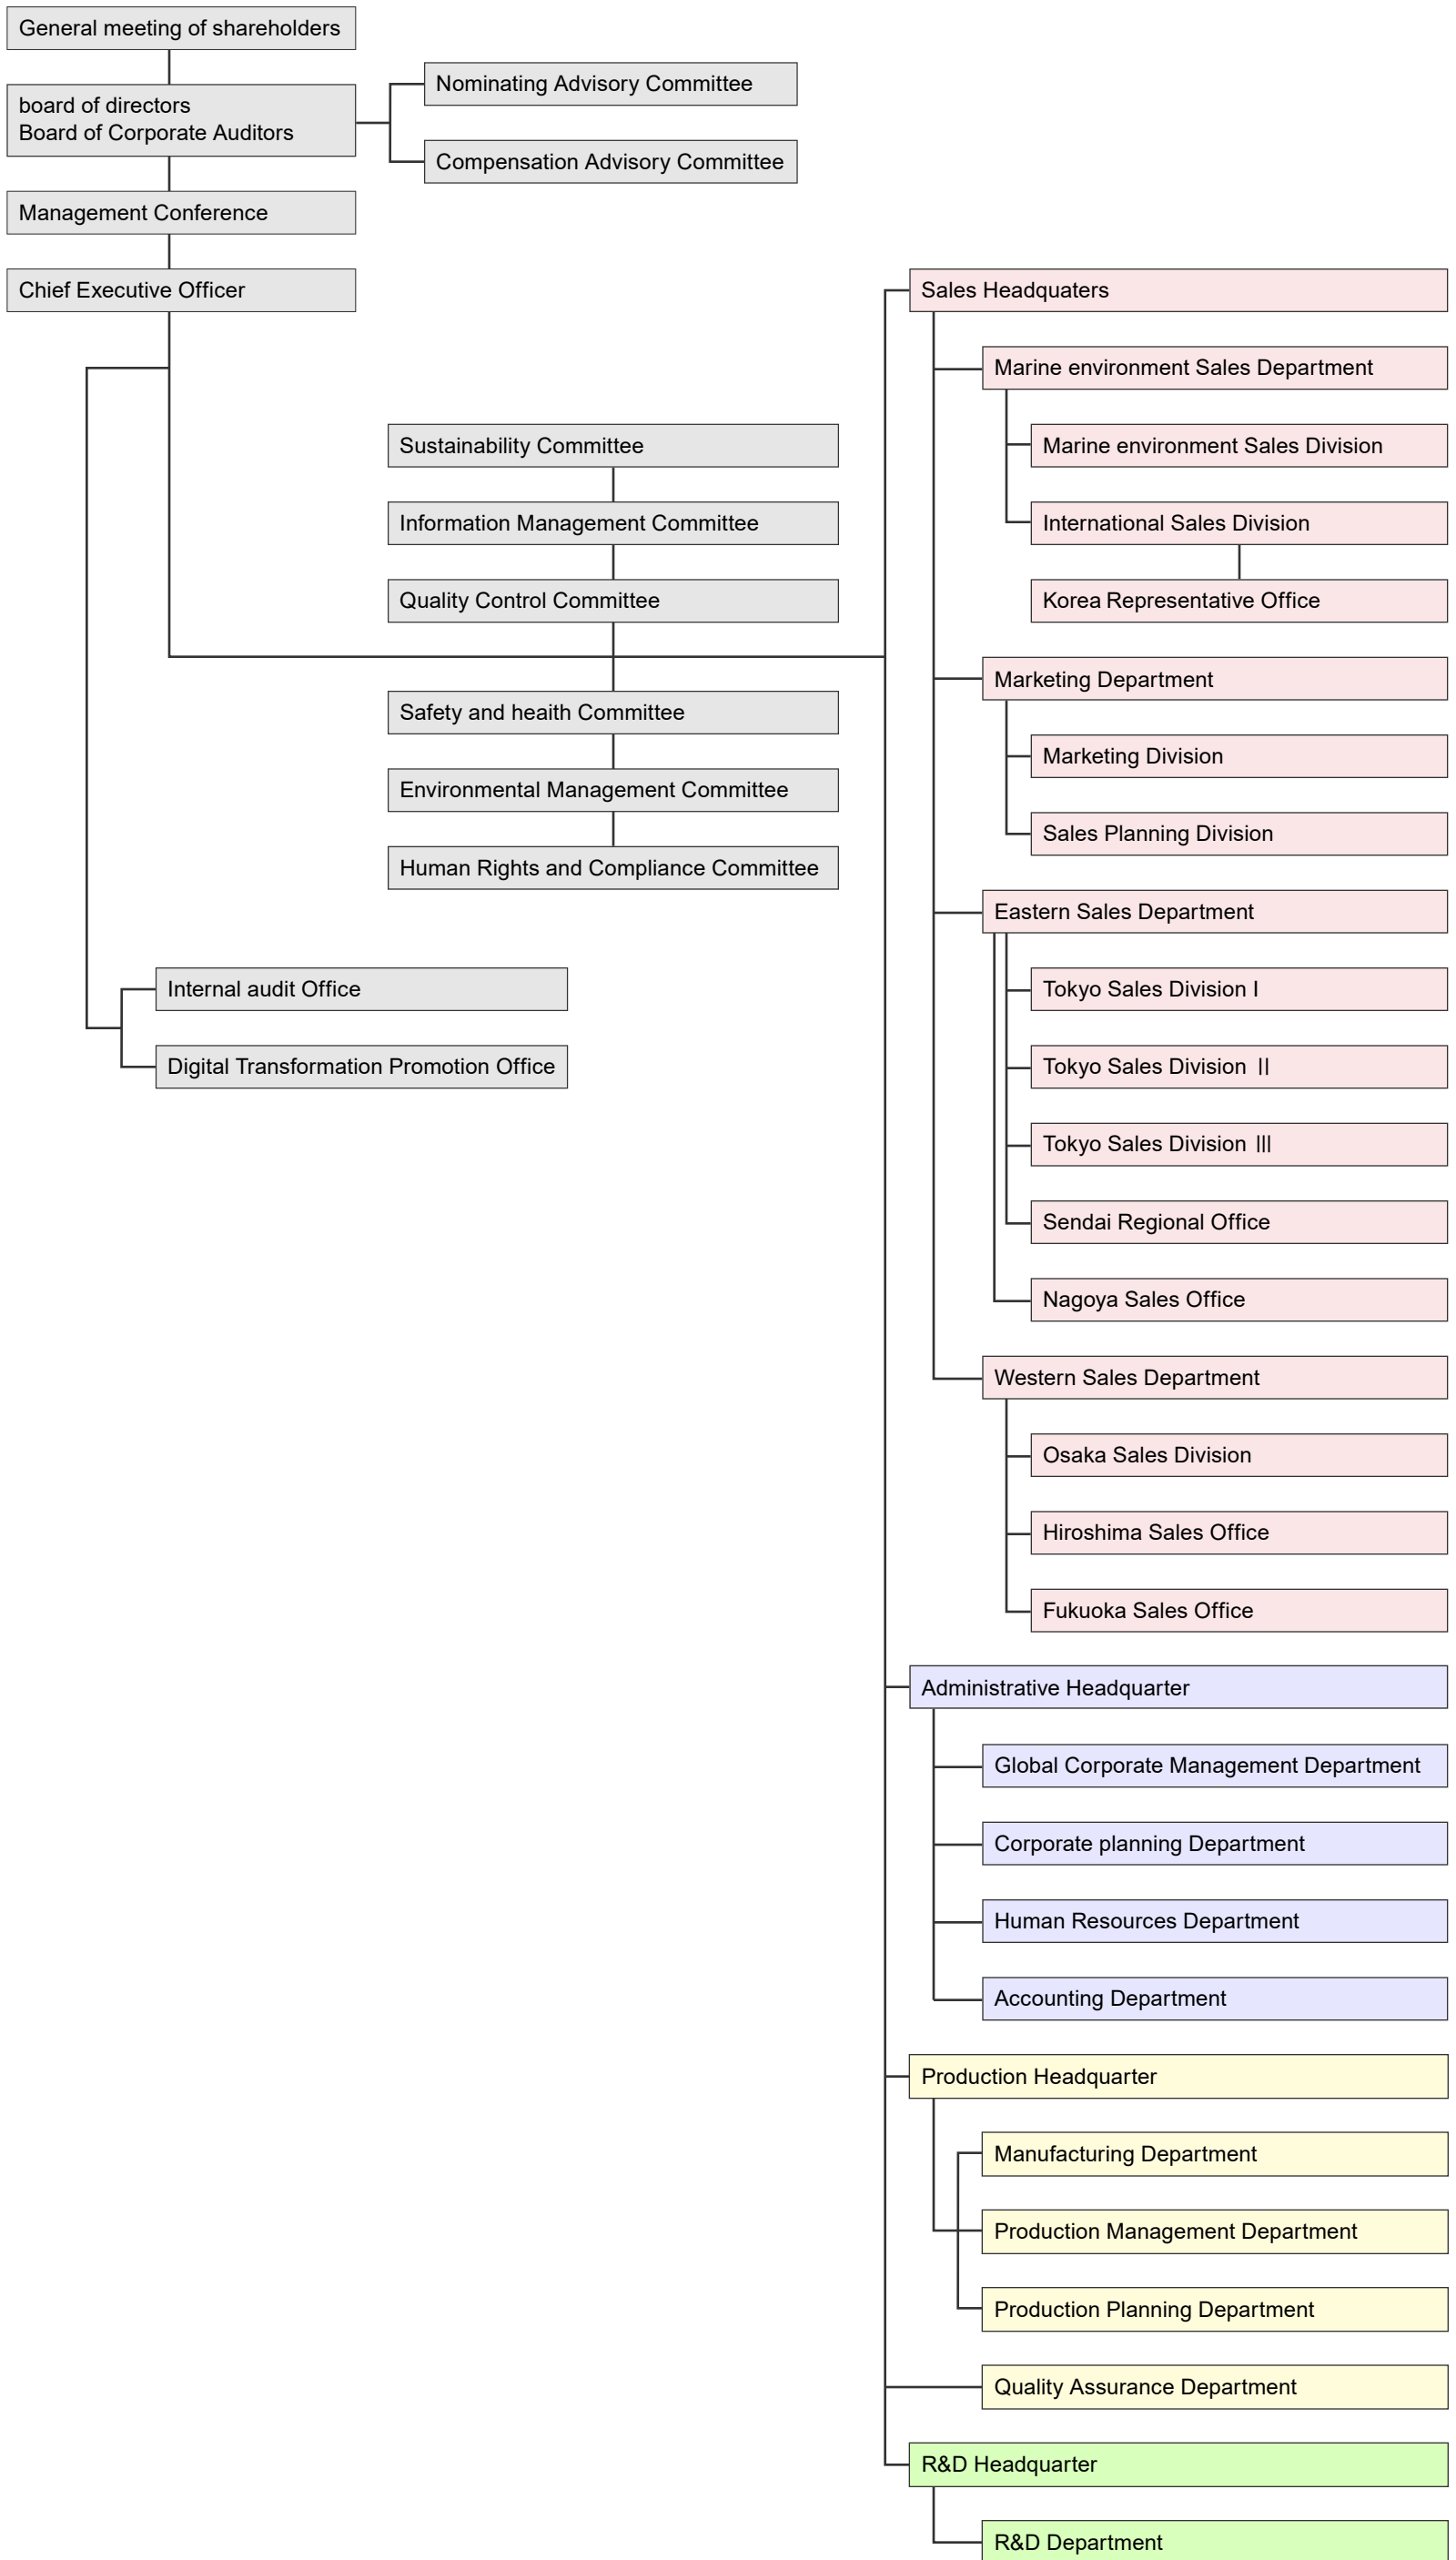 General meeting of shareholders
board of directors
Board of Corporate Auditors
Nominating Advisory Committee
Compensation Advisory Committee
Management Conference
Chief Executive Officer
Sustainability Committee
Information Management Committee
Quality Control Committee
Safety and health Committee
Environmental Management Committee
Human Rights and Compliance Committee
Internal audit Office
Digital Transformation Promotion Office
Sales Headquaters
Marine environment Sales Department
Marine environment Sales Division
International Sales Division
Korea Representative Office
Marketing Department
Marketing Division
Sales Planning Division
Eastern Sales Department
Tokyo Sales Division I
Tokyo Sales Division Ⅱ
Tokyo Sales Division Ⅲ
Sendai Regional Office
Nagoya Sales Office
Western Sales Department
Osaka Sales Division
Hiroshima Sales Office
Fukuoka Sales Office
Administrative Headquarter
Global Corporate Management Department
Corporate planning Department
Human Resources Department
Accounting Department
Production Headquarter
Manufacturing Department
Production Management Department
Production Planning Department
Quality Assurance Department
R&D Headquarter
R&D Department